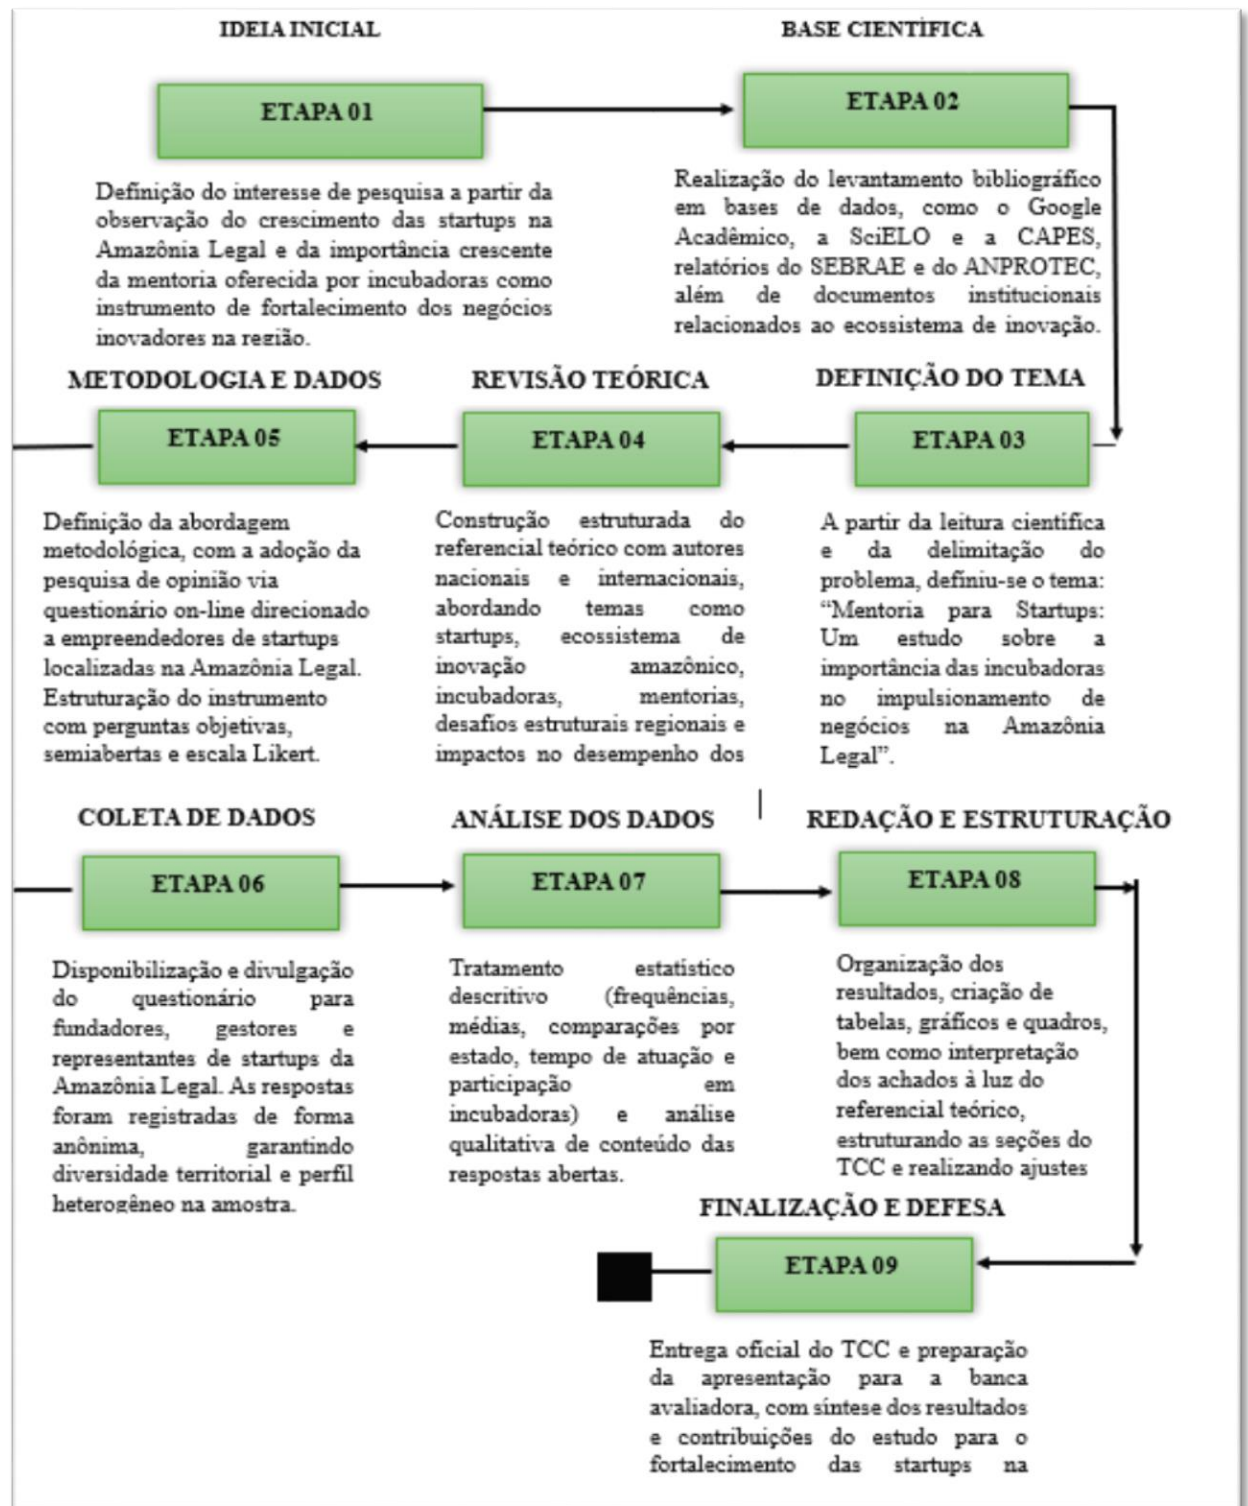 IDEIA INICIAL
ETAPA 01
Definição do interesse de pesquisa a partir da
observação do crescimento das startups na
Amazônia Legal e da importância crescente
da mentoria oferecida por incubadoras como
instrumento de fortalecimento dos negócios
inovadores na região.
BASE CIENTÍFICA
ETAPA 02
Realização do levantamento bibliográfico
em bases de dados, como o Google
Acadêmico, a SciELO e a CAPES,
relatórios do SEBRAE e do ANPROTEC,
além de documentos institucionais
relacionados ao ecossistema de inovação.
DEFINIÇÃO DO TEMA
ETAPA 03
A partir da leitura científica
e da delimitação do
problema, definiu-se o tema:
“Mentoria para Startups:
Um estudo sobre a
importância das incubadoras
no impulsionamento de
negócios na Amazônia
Legal”.
REVISÃO TEÓRICA
ETAPA 04
Construção estruturada do
referencial teórico com autores
nacionais e internacionais,
abordando temas como
startups, ecossistema de
inovação amazônico,
incubadoras, mentorias,
desafios estruturais regionais e
impactos no desempenho dos
METODOLOGIA E DADOS
ETAPA 05
Definição da abordagem
metodológica, com a adoção da
pesquisa de opinião via
questionário on-line direcionado
a empreendedores de startups
localizadas na Amazônia Legal.
Estruturação do instrumento
com perguntas objetivas,
semiabertas e escala Likert.
COLETA DE DADOS
ETAPA 06
Disponibilização e divulgação
do questionário para
fundadores, gestores e
representantes de startups da
Amazônia Legal. As respostas
foram registradas de forma
anônima, garantindo
diversidade territorial e perfil
heterogêneo na amostra.
ANÁLISE DOS DADOS
ETAPA 07
Tratamento estatístico
descritivo (frequências,
médias, comparações por
estado, tempo de atuação e
participação em
incubadoras) e análise
qualitativa de conteúdo das
respostas abertas.
REDAÇÃO E ESTRUTURAÇÃO
ETAPA 08
Organização dos
resultados, criação de
tabelas, gráficos e quadros,
bem como interpretação
dos achados à luz do
referencial teórico,
estruturando as seções do
TCC e realizando ajustes
FINALIZAÇÃO E DEFESA
ETAPA 09
Entrega oficial do TCC e preparação
da apresentação para a banca
avaliadora, com síntese dos resultados
e contribuições do estudo para o
fortalecimento das startups na